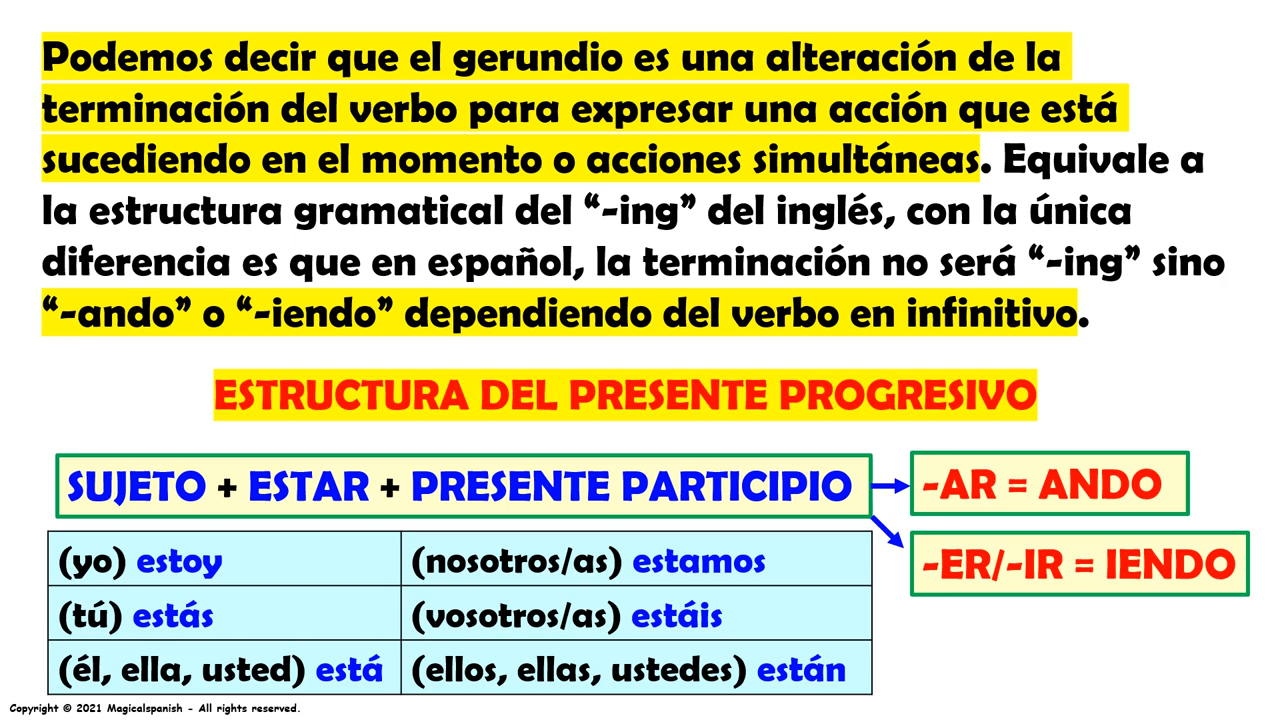 Podemos decir que el gerundio es una alteración de la
terminación del verbo para expresar una acción que está
sucediendo en el momento o acciones simultáneas. Equivale a
la estructura gramatical del “-ing” del inglés, con la única
diferencia es que en español, la terminación no será “-ing” sino
“-ando” o “-iendo” dependiendo del verbo en infinitivo.
ESTRUCTURA DEL PRESENTE PROGRESIVO
SUJETO + ESTAR + PRESENTE PARTICIPIO
-AR = ANDO
-ER/-IR = IENDO
(yo) estoy
(nosotros/as) estamos
(tú) estás
(vosotros/as) estáis
(él, ella, usted) está
(ellos, ellas, ustedes) están
Copyright © 2021 Magicalspanish - All rights reserved.